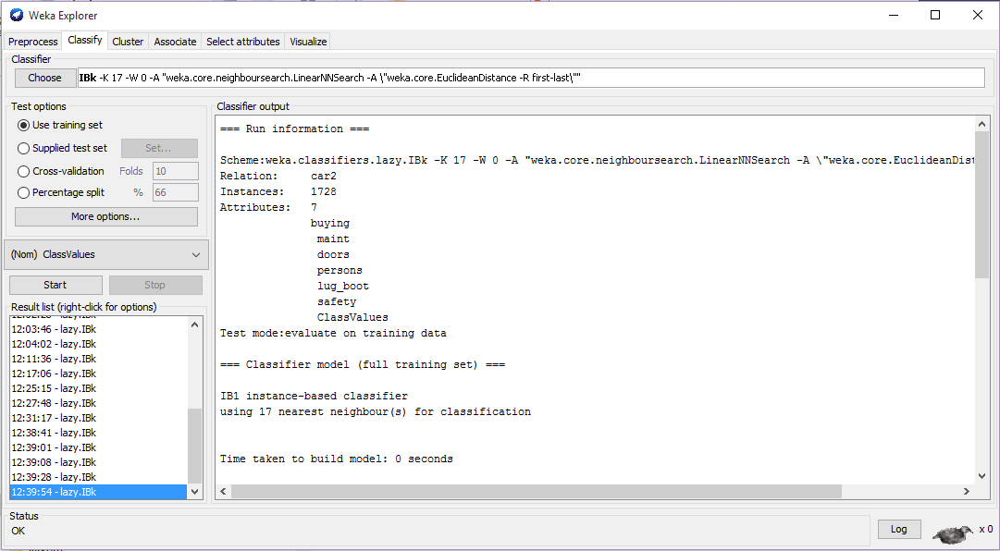 Weka Explorer
Preprocess Classify Cluster Associate Select attributes Visualize
Classifier
Choose IBk -K 17 -W 0 -A "weka.core.neighboursearch.LinearNNSearch -A \"weka.core.EuclideanDistance -R first-last\""
Test options
Use training set
Supplied test set Set...
Cross-validation Folds 10
Percentage split % 66
More options...
(Nom) ClassValues
Start Stop
Result list (right-click for options)
12:03:46 - lazy.IBk
12:04:02 - lazy.IBk
12:11:36 - lazy.IBk
12:17:06 - lazy.IBk
12:25:15 - lazy.IBk
12:27:48 - lazy.IBk
12:31:17 - lazy.IBk
12:38:41 - lazy.IBk
12:39:01 - lazy.IBk
12:39:08 - lazy.IBk
12:39:28 - lazy.IBk
12:39:54 - lazy.IBk
Classifier output
=== Run information ===
Scheme:weka.classifiers.lazy.IBk -K 17 -W 0 -A "weka.core.neighboursearch.LinearNNSearch -A \"weka.core.EuclideanDist
Relation: car2
Instances: 1728
Attributes: 7
buying
maint
doors
persons
lug_boot
safety
ClassValues
Test mode:evaluate on training data
=== Classifier model (full training set) ===
IB1 instance-based classifier
using 17 nearest neighbour(s) for classification
Time taken to build model: 0 seconds
Status
OK
Log x 0